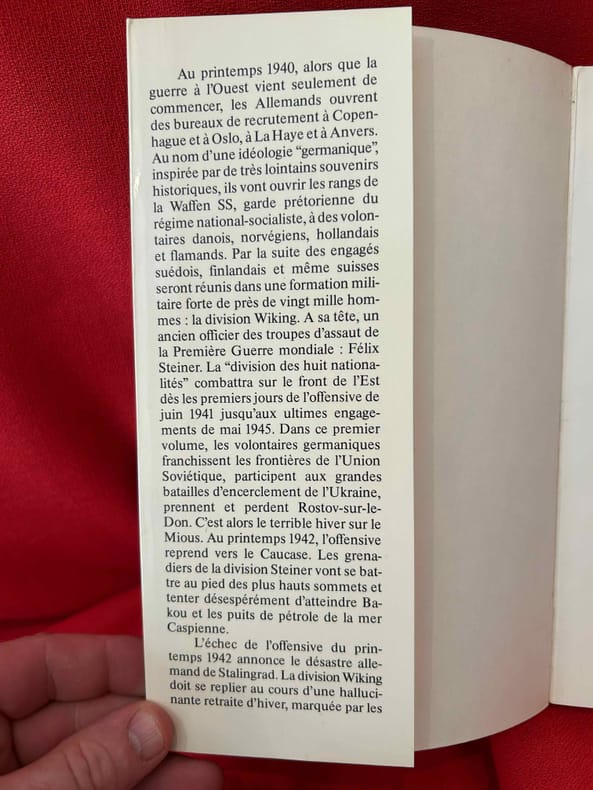 Au printemps 1940, alors que la
guerre à l'Ouest vient seulement de
commencer, les Allemands ouvrent
des bureaux de recrutement à Copen-
hague et à Oslo, à La Haye et à Anvers.
Au nom d'une idéologie “germanique”,
inspirée par de très lointains souvenirs
historiques, ils vont ouvrir les rangs de
la Waffen SS, garde prétorienne du
régime national-socialiste, à des volon-
taires danois, norvégiens, hollandais
et flamands. Par la suite des engagés
suédois, finlandais et même suisses
seront réunis dans une formation mili-
taire forte de près de vingt mille hom-
mes : la division Wiking. A sa tête, un
ancien officier des troupes d'assaut de
la Première Guerre mondiale : Félix
Steiner. La “division des huit nationa-
lités” combattra sur le front de l'Est
dès les premiers jours de l'offensive de
juin 1941 jusqu'aux ultimes engage-
ments de mai 1945. Dans ce premier
volume, les volontaires germaniques
franchissent les frontières de l'Union
Soviétique, participent aux grandes
batailles d'encerclement de l'Ukraine,
prennent et perdent Rostov-sur-le-
Don. C'est alors le terrible hiver sur le
Mious. Au printemps 1942, l'offensive
reprend vers le Caucase. Les grena-
diers de la division Steiner vont se bat-
tre au pied des plus hauts sommets et
tenter désespérément d'atteindre Ba-
kou et les puits de pétrole de la mer
Caspienne.
L'échec de l'offensive du prin-
temps 1942 annonce le désastre alle-
mand de Stalingrad. La division Wiking
doit se replier au cours d'une halluci-
nante retraite d'hiver, marquée par les